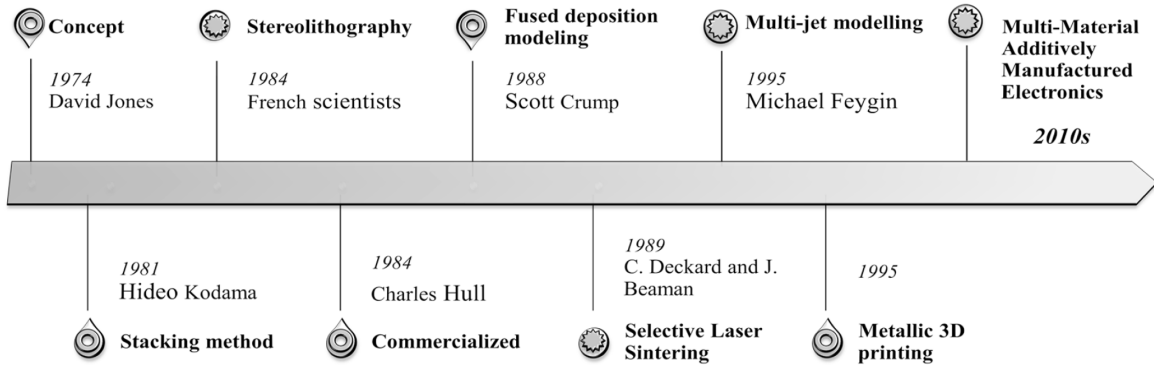 Concept
1974
David Jones
Stereolithography
1984
French scientists
Fused deposition
modeling
1988
Scott Crump
Multi-jet modelling
1995
Michael Feygin
Multi-Material
Additively
Manufactured
Electronics
2010s
1981
Hideo Kodama
Stacking method
1984
Charles Hull
Commercialized
1989
C. Deckard and J.
Beaman
Selective Laser
Sintering
1995
Metallic 3D
printing